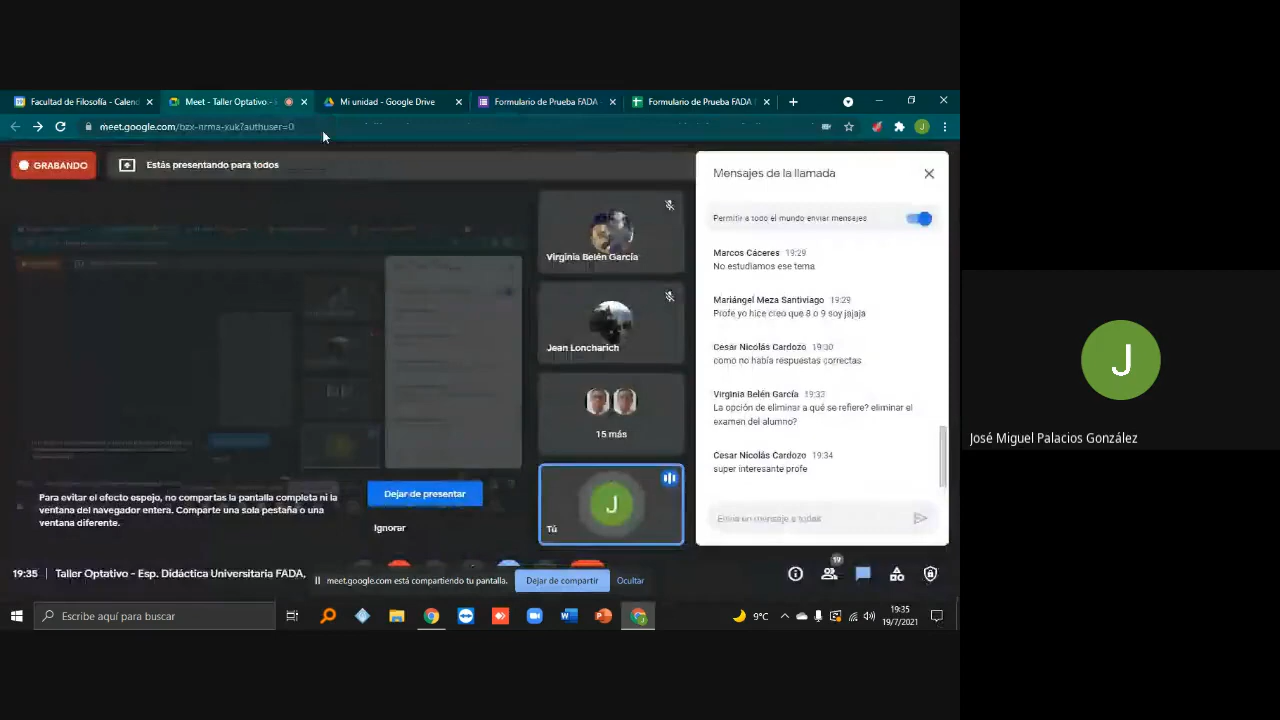 Facultad de Filosofía - Calend
Meet - Taller Optativo -
Mi unidad - Google Drive
Formulario de Prueba FADA
Formulario de Prueba FADA
meet.google.com/bzx-nrma-xuk?authuser=0
J
GRABANDO
Estás presentando para todos
Mensajes de la llamada
Permitir a todo el mundo enviar mensajes
Virginia Belén García
Marcos Cáceres 19:29
No estudiamos ese tema
Mariángel Meza Santiviago 19:29
Profe yo hice creo que 8 o 9 soy jajaja
Jean Loncharich
Cesar Nicolás Cardozo 19:30
como no había respuestas correctas
Virginia Belén García 19:33
La opción de eliminar a qué se refiere? eliminar el
examen del alumno?
15 más
Cesar Nicolás Cardozo 19:34
super interesante profe
Para evitar el efecto espejo, no compartas la pantalla completa ni la
ventana del navegador entera. Comparte una sola pestaña o una
ventana diferente.
Dejar de presentar
Ignorar
J
Tú
Envía un mensaje a todos
19:35
Taller Optativo - Esp. Didáctica Universitaria FADA,
meet.google.com está compartiendo tu pantalla.
Dejar de compartir
Ocultar
19
Escribe aquí para buscar
9°C
19:35
19/7/2021
J
José Miguel Palacios González